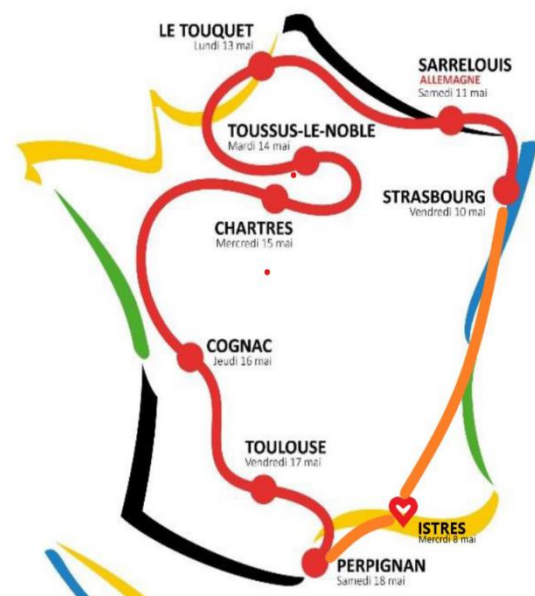 LE TOUQUET
Lundi 13 mai
SARRELOUIS
ALLEMAGNE
Samedi 11 mai
TOUSSUS-LE-NOBLE
Mardi 14 mai
STRASBOURG
Vendredi 10 mai
CHARTRES
Mercredi 15 mai
COGNAC
Jeudi 16 mai
TOULOUSE
Vendredi 17 mai
ISTRES
Mercrdi 8 mai
PERPIGNAN
Samedi 18 mai